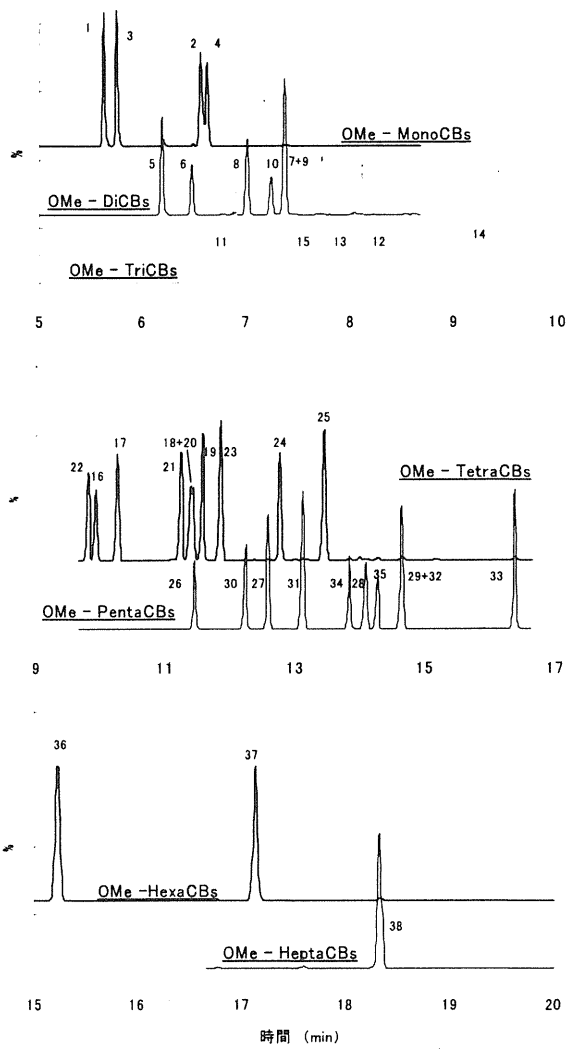 1 3 2 4
OMe - MonoCBs
%
5 6 8 10 7+9
OMe - DiCBs
11 15 13 12 14
OMe - TriCBs
5 6 7 8 9 10
25
17 18+20 24
22 16 21 19 23
OMe - TetraCBs
%
26 30 27 31 34 28 35 29+32 33
OMe - PentaCBs
9 11 13 15 17
36 37
%
OMe -HexaCBs
38
OMe - HeptaCBs
15 17 18 19 20
時間 (min)